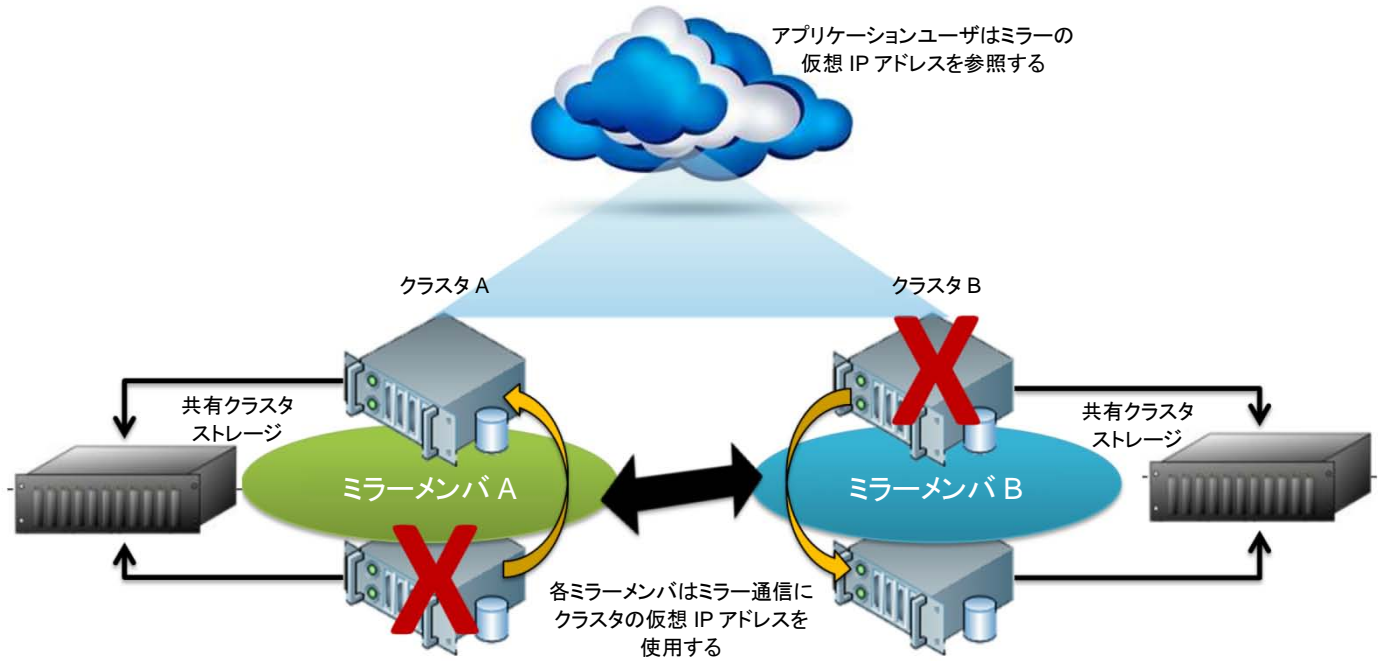 アプリケーションユーザはミラーの
仮想 IP アドレスを参照する
クラスタ A
クラスタ B
共有クラスタ
ストレージ
共有クラスタ
ストレージ
ミラーメンバ A
ミラーメンバ B
各ミラーメンバはミラー通信に
クラスタの仮想 IP アドレスを
使用する